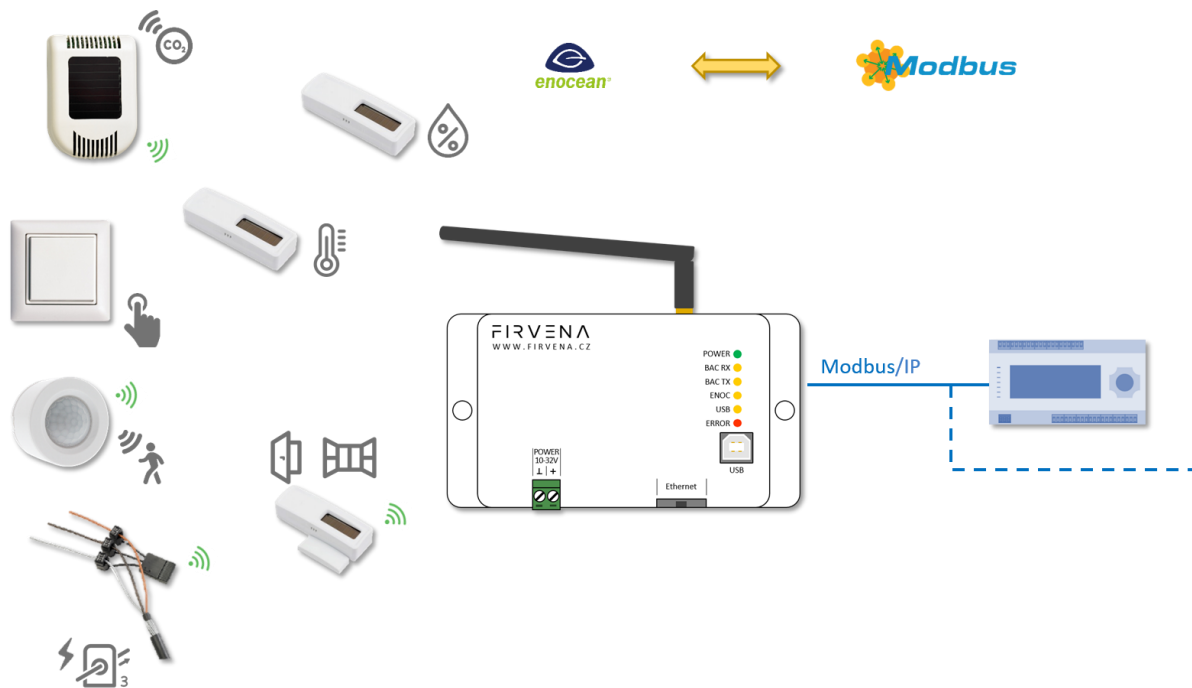 CO2
enocean®
Modbus
%
FIRVENA
WWW.FIRVENA.CZ
POWER
BAC RX
BAC TX
ENOC
USB
ERROR
Modbus/IP
POWER
10-32V
⊥ +
USB
Ethernet
3